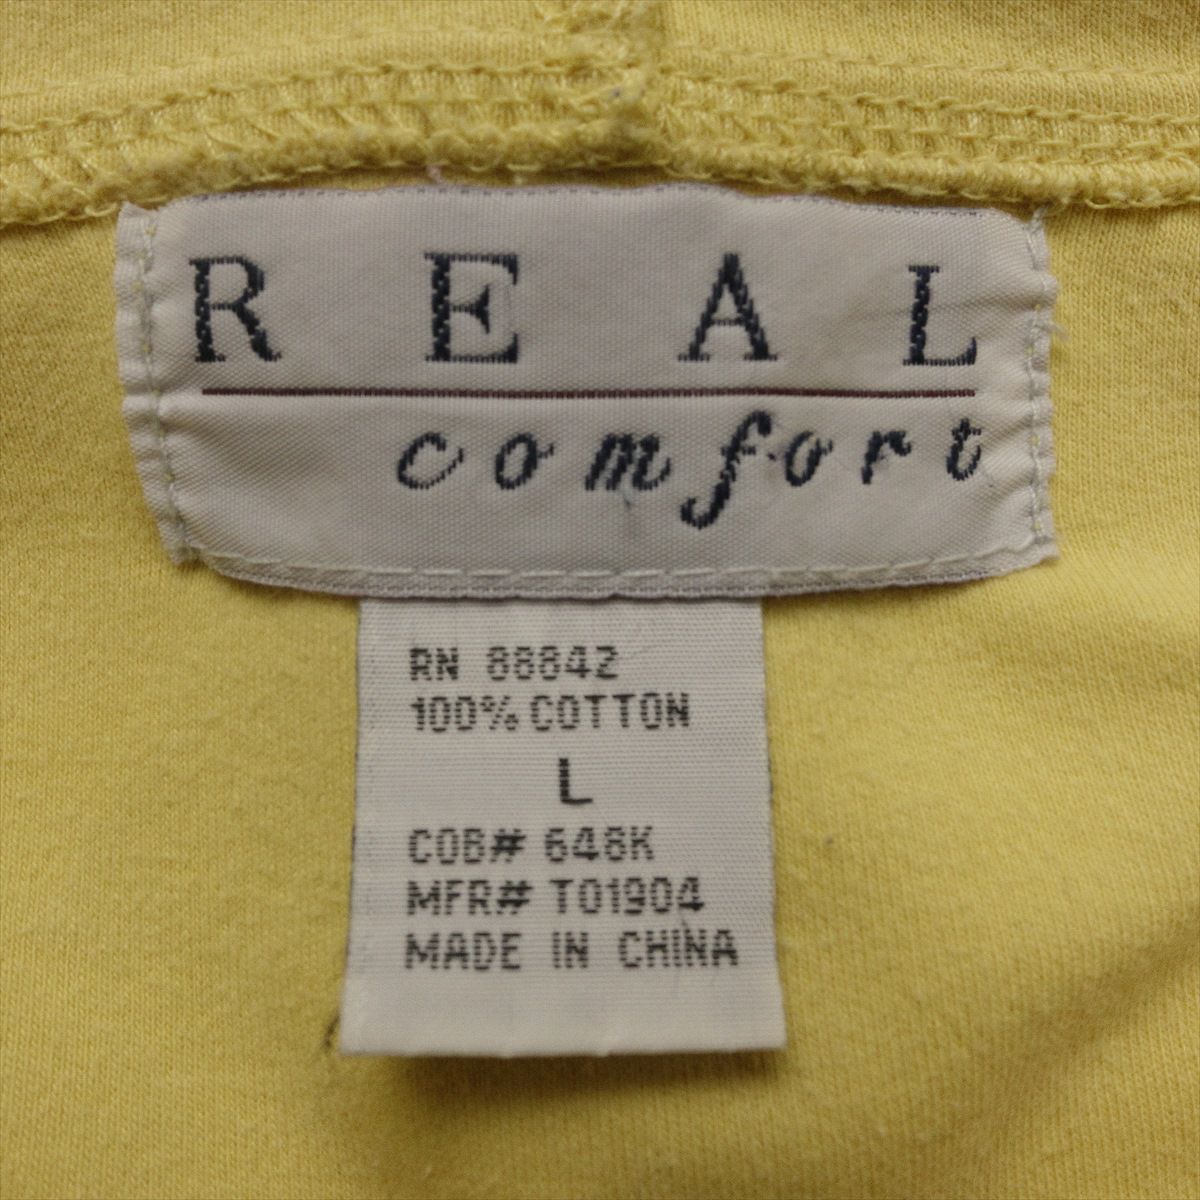 REAL
comfort
RN 88842
100% COTTON
L
COB# 648K
MFR# T01904
MADE IN CHINA